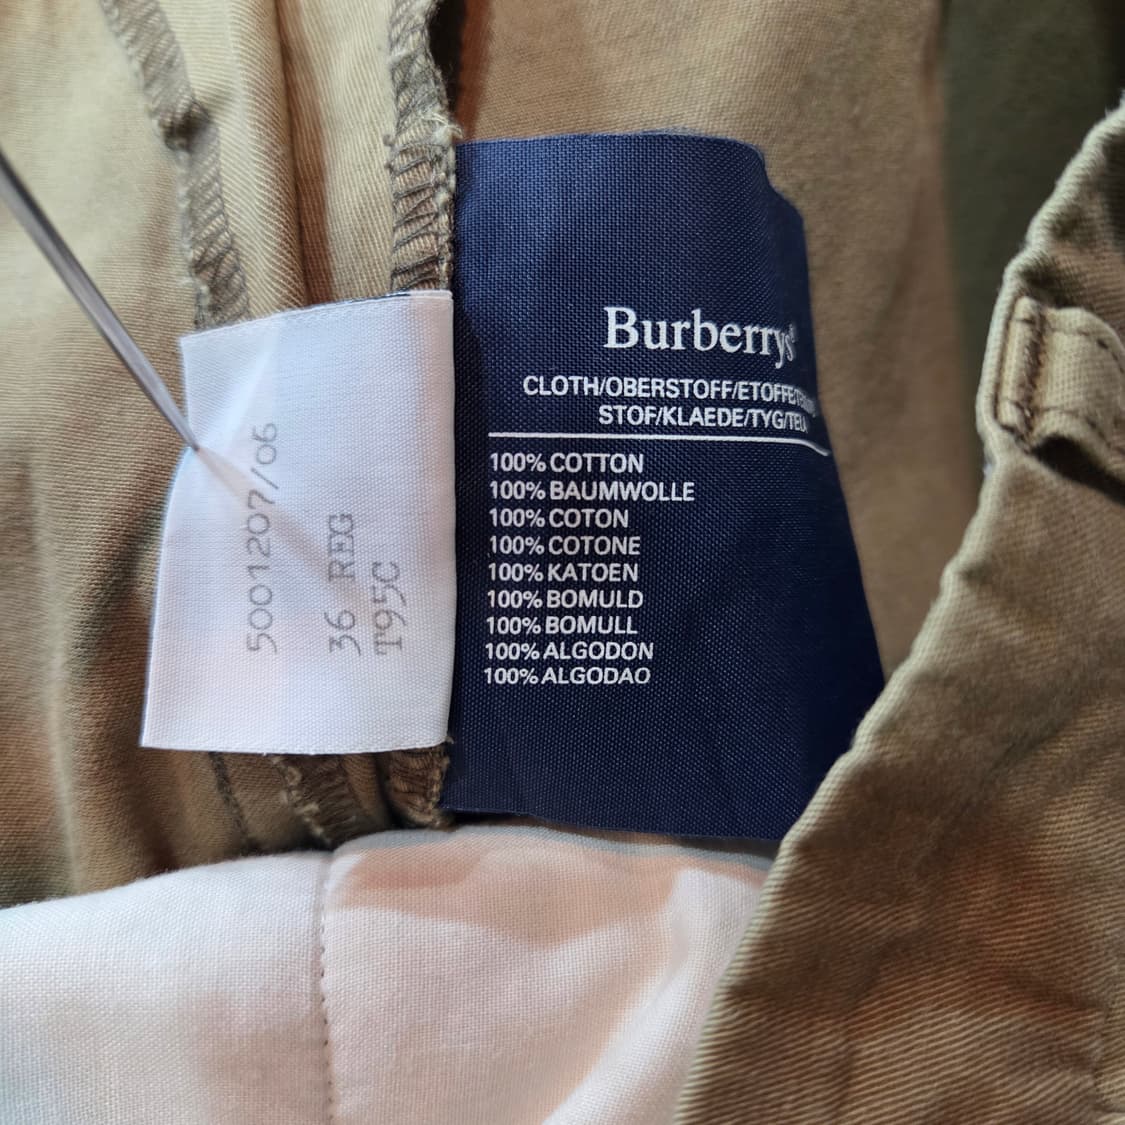 5001207/06
36 REG
T95C
Burberrys®
CLOTH/OBERSTOFF/ETOFFE/
STOF/KLAEDE/TYG/TELA
100% COTTON
100% BAUMWOLLE
100% COTON
100% COTONE
100% KATOEN
100% BOMULD
100% BOMULL
100% ALGODON
100% ALGODAO